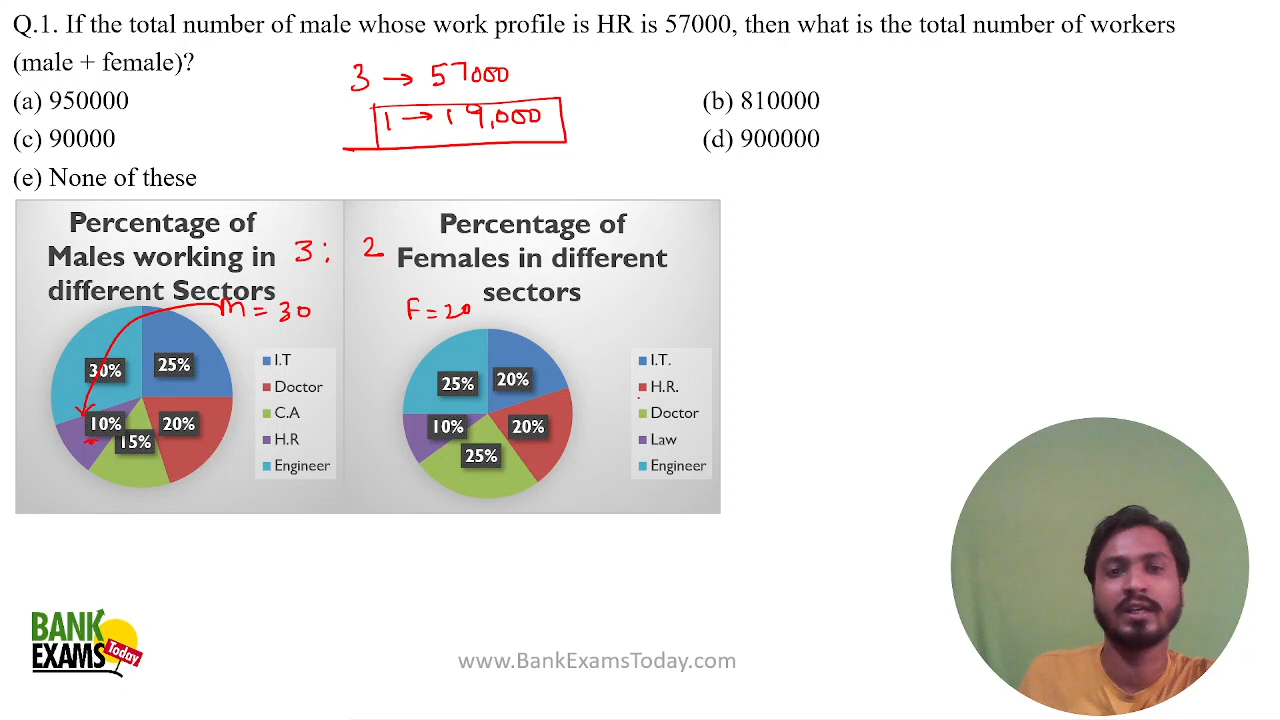 Q.1. If the total number of male whose work profile is HR is 57000, then what is the total number of workers
(male + female)?
3 → 57000
(a) 950000
(b) 810000
1 → 19,000
(c) 90000
(d) 900000
(e) None of these
Percentage of
Males working in
different Sectors
3 : 2
Percentage of
Females in different
sectors
M = 30
F = 20
30%
25%
10%
20%
15%
I.T
Doctor
C.A
H.R
Engineer
25%
20%
10%
20%
25%
I.T.
H.R.
Doctor
Law
Engineer
BANK
EXAMS
Today
www.BankExamsToday.com